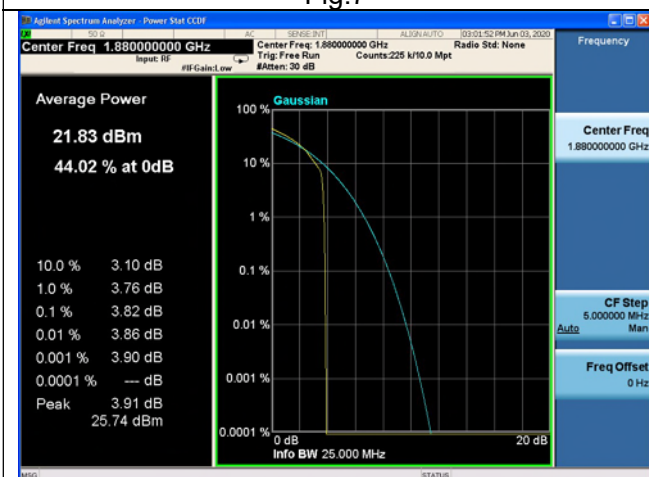 Fig.7
Agilent Spectrum Analyzer - Power Stat CCDF
50 Ω AC SENSE:INT ALIGN AUTO 03:01:52 PM Jun 03, 2020
Center Freq 1.880000000 GHz
Input: RF
#IFGain:Low
Center Freq: 1.880000000 GHz
Radio Std: None
Trig: Free Run
Counts:225 k/10.0 Mpt
#Atten: 30 dB
Average Power
21.83 dBm
44.02 % at 0dB
10.0 % 3.10 dB
1.0 % 3.76 dB
0.1 % 3.82 dB
0.01 % 3.86 dB
0.001 % 3.90 dB
0.0001 % --- dB
Peak 3.91 dB
25.74 dBm
Gaussian
100 %
10 %
1 %
0.1 %
0.01 %
0.001 %
0.0001 %
0 dB
20 dB
Info BW 25.000 MHz
Frequency
Center Freq
1.880000000 GHz
CF Step
5.000000 MHz
Auto Man
Freq Offset
0 Hz
MSG
STATUS